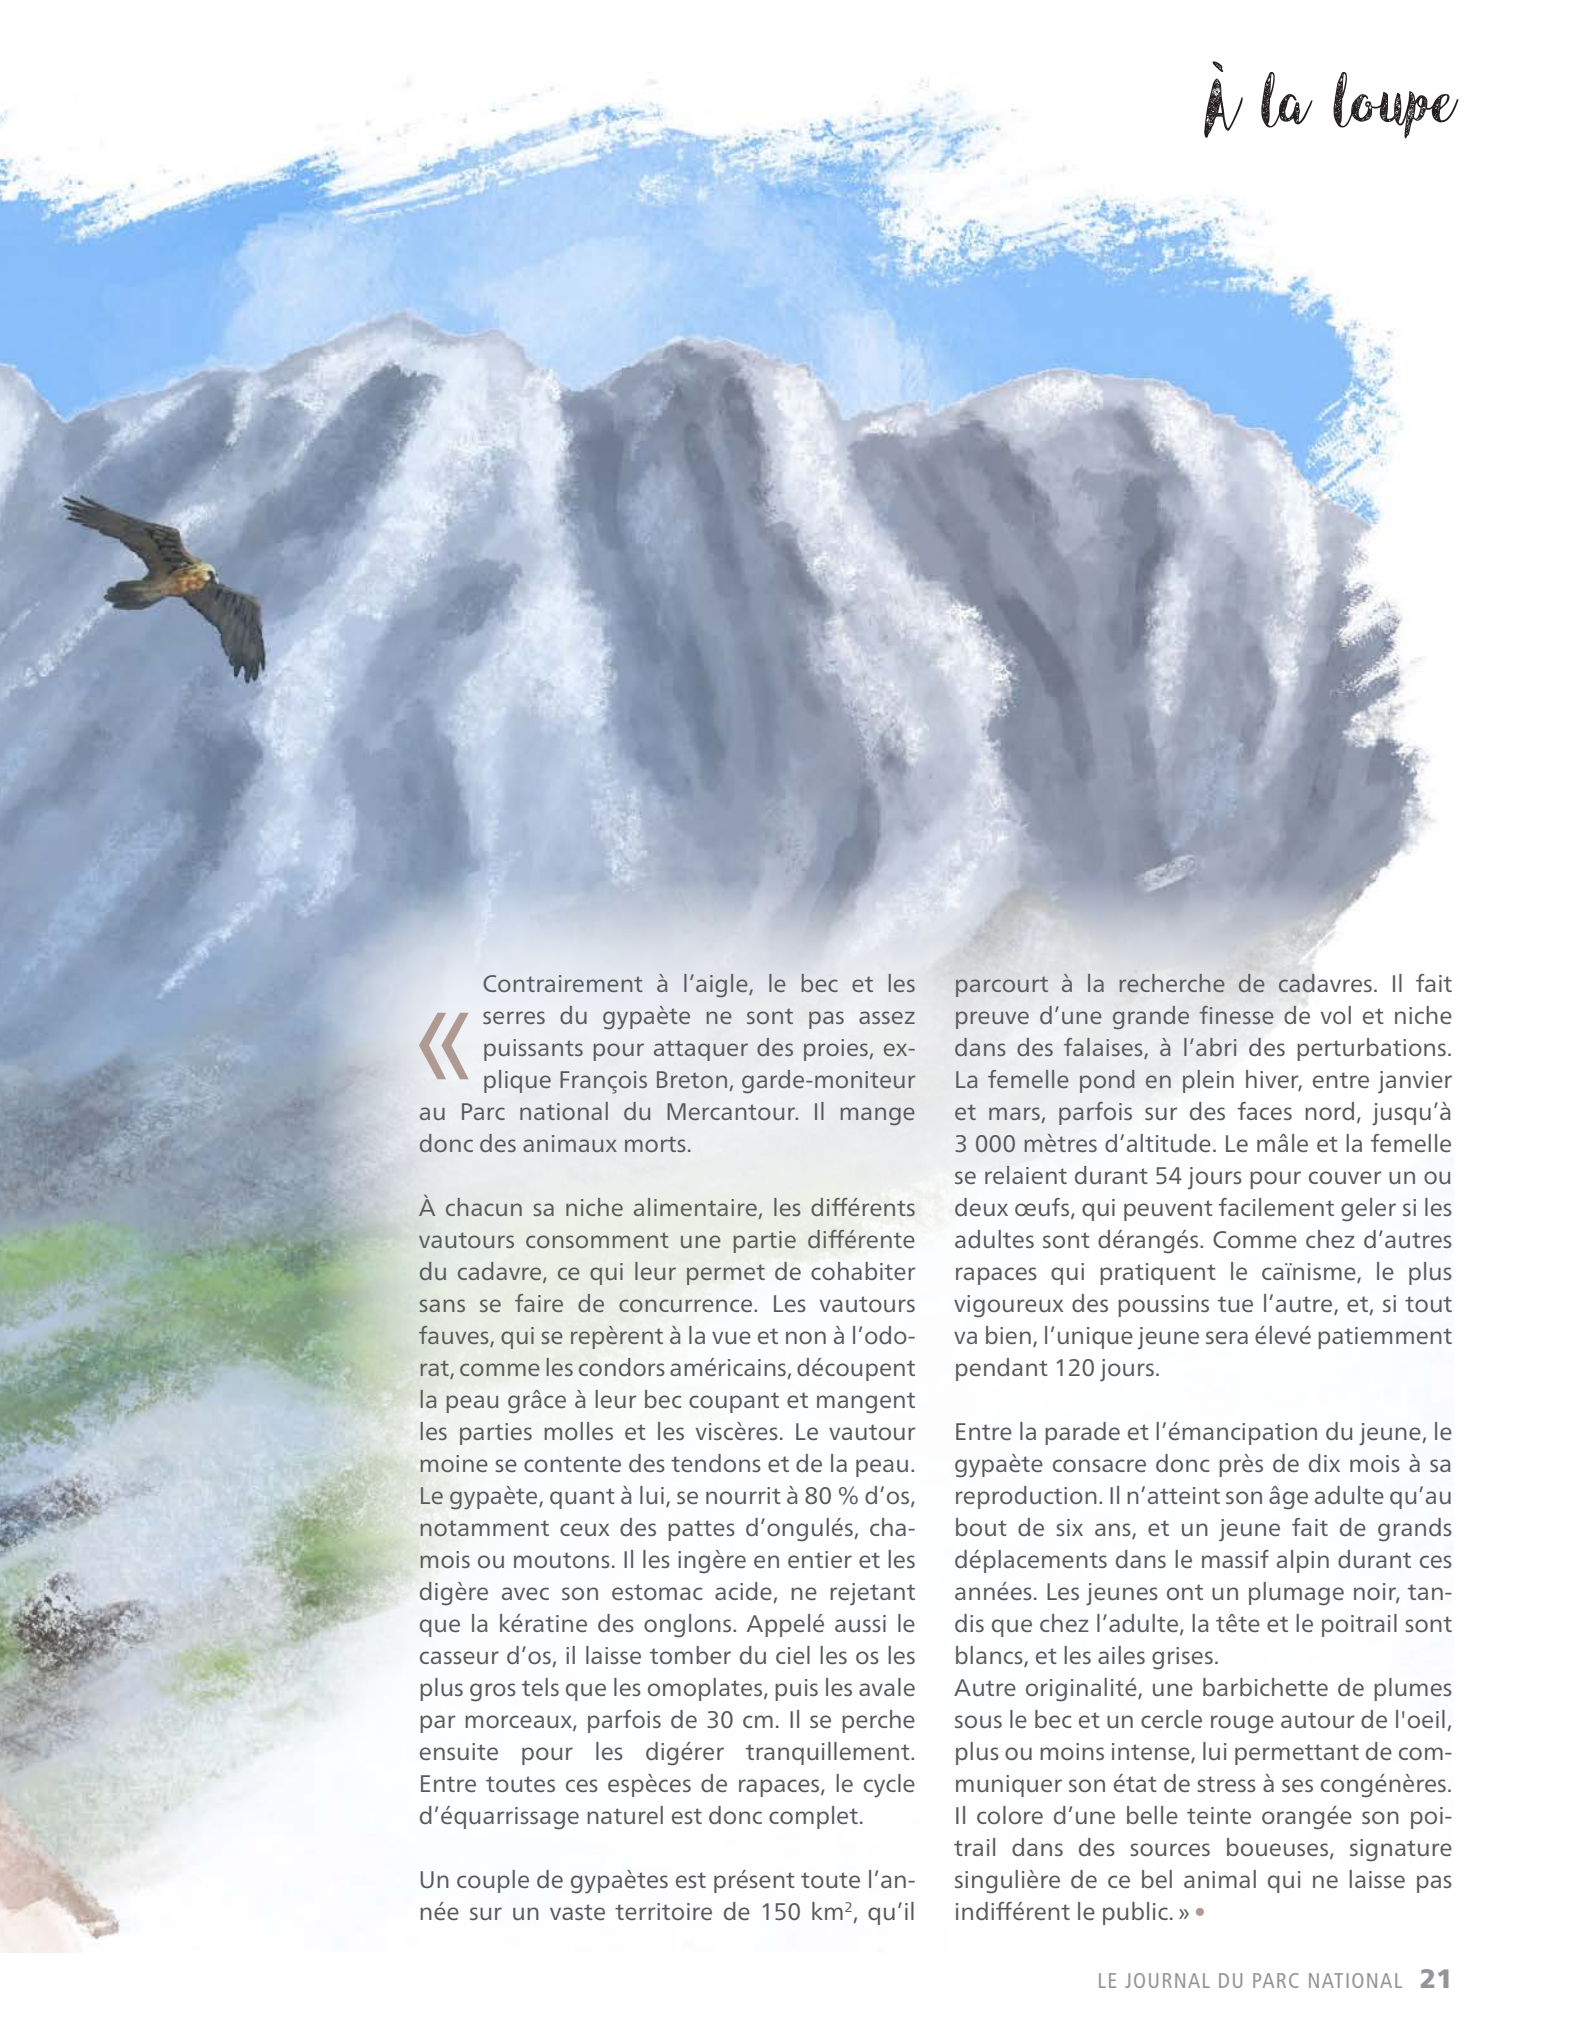 À la loupe
«
Contrairement à l’aigle, le bec et les
serres du gypaète ne sont pas assez
puissants pour attaquer des proies, ex-
plique François Breton, garde-moniteur
au Parc national du Mercantour. Il mange
donc des animaux morts.
À chacun sa niche alimentaire, les différents
vautours consomment une partie différente
du cadavre, ce qui leur permet de cohabiter
sans se faire de concurrence. Les vautours
fauves, qui se repèrent à la vue et non à l’odo-
rat, comme les condors américains, découpent
la peau grâce à leur bec coupant et mangent
les parties molles et les viscères. Le vautour
moine se contente des tendons et de la peau.
Le gypaète, quant à lui, se nourrit à 80 % d’os,
notamment ceux des pattes d’ongulés, cha-
mois ou moutons. Il les ingère en entier et les
digère avec son estomac acide, ne rejetant
que la kératine des onglons. Appelé aussi le
casseur d’os, il laisse tomber du ciel les os les
plus gros tels que les omoplates, puis les avale
par morceaux, parfois de 30 cm. Il se perche
ensuite pour les digérer tranquillement.
Entre toutes ces espèces de rapaces, le cycle
d’équarrissage naturel est donc complet.
Un couple de gypaètes est présent toute l’an-
née sur un vaste territoire de 150 km², qu’il
parcourt à la recherche de cadavres. Il fait
preuve d’une grande finesse de vol et niche
dans des falaises, à l’abri des perturbations.
La femelle pond en plein hiver, entre janvier
et mars, parfois sur des faces nord, jusqu’à
3 000 mètres d’altitude. Le mâle et la femelle
se relaient durant 54 jours pour couver un ou
deux œufs, qui peuvent facilement geler si les
adultes sont dérangés. Comme chez d’autres
rapaces qui pratiquent le caïnisme, le plus
vigoureux des poussins tue l’autre, et, si tout
va bien, l’unique jeune sera élevé patiemment
pendant 120 jours.
Entre la parade et l’émancipation du jeune, le
gypaète consacre donc près de dix mois à sa
reproduction. Il n’atteint son âge adulte qu’au
bout de six ans, et un jeune fait de grands
déplacements dans le massif alpin durant ces
années. Les jeunes ont un plumage noir, tan-
dis que chez l’adulte, la tête et le poitrail sont
blancs, et les ailes grises.
Autre originalité, une barbichette de plumes
sous le bec et un cercle rouge autour de l'oeil,
plus ou moins intense, lui permettant de com-
muniquer son état de stress à ses congénères.
Il colore d’une belle teinte orangée son poi-
trail dans des sources boueuses, signature
singulière de ce bel animal qui ne laisse pas
indifférent le public. » •
LE JOURNAL DU PARC NATIONAL 21